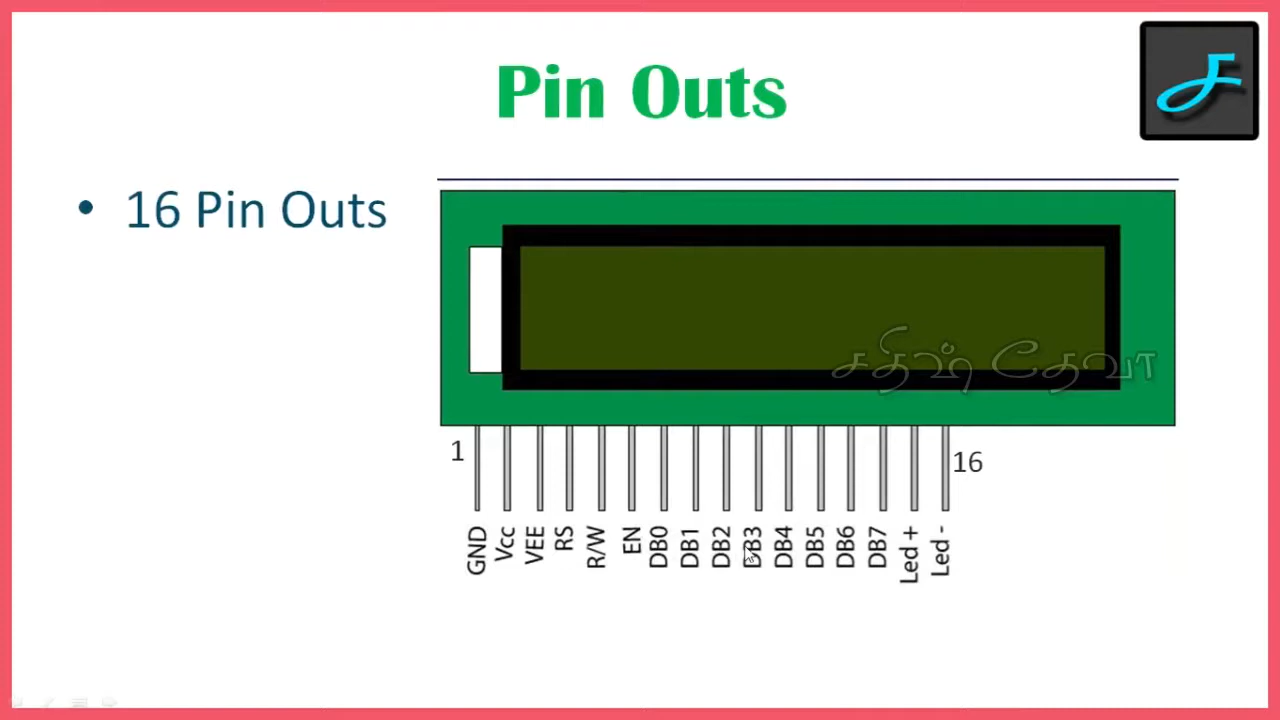 Pin Outs
• 16 Pin Outs
சதிஷ் தேவா
1
16
GND
Vcc
VEE
RS
R/W
EN
DB0
DB1
DB2
DB3
DB4
DB5
DB6
DB7
Led +
Led -